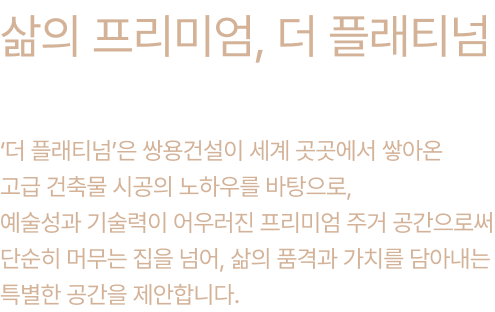 삶의 프리미엄, 더 플래티넘
‘더 플래티넘’은 쌍용건설이 세계 곳곳에서 쌓아온
고급 건축물 시공의 노하우를 바탕으로,
예술성과 기술력이 어우러진 프리미엄 주거 공간으로써
단순히 머무는 집을 넘어, 삶의 품격과 가치를 담아내는
특별한 공간을 제안합니다.